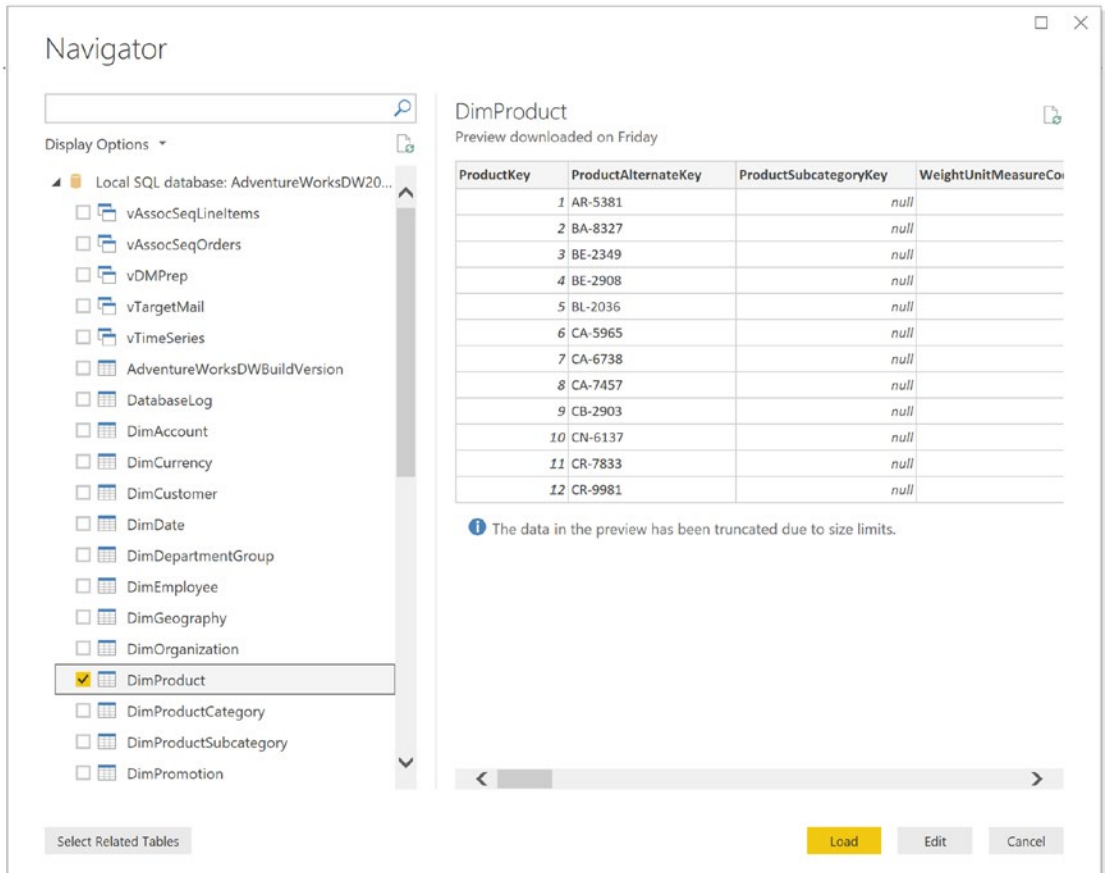 Navigator
Display Options
Local SQL database: AdventureWorksDW20...
vAssocSeqLineItems
vAssocSeqOrders
vDMPrep
vTargetMail
vTimeSeries
AdventureWorksDWBuildVersion
DatabaseLog
DimAccount
DimCurrency
DimCustomer
DimDate
DimDepartmentGroup
DimEmployee
DimGeography
DimOrganization
DimProduct
DimProductCategory
DimProductSubcategory
DimPromotion
DimProduct
Preview downloaded on Friday
ProductKey ProductAlternateKey ProductSubcategoryKey WeightUnitMeasureCo
1 AR-5381 null
2 BA-8327 null
3 BE-2349 null
4 BE-2908 null
5 BL-2036 null
6 CA-5965 null
7 CA-6738 null
8 CA-7457 null
9 CB-2903 null
10 CN-6137 null
11 CR-7833 null
12 CR-9981 null
The data in the preview has been truncated due to size limits.
Select Related Tables Load Edit Cancel